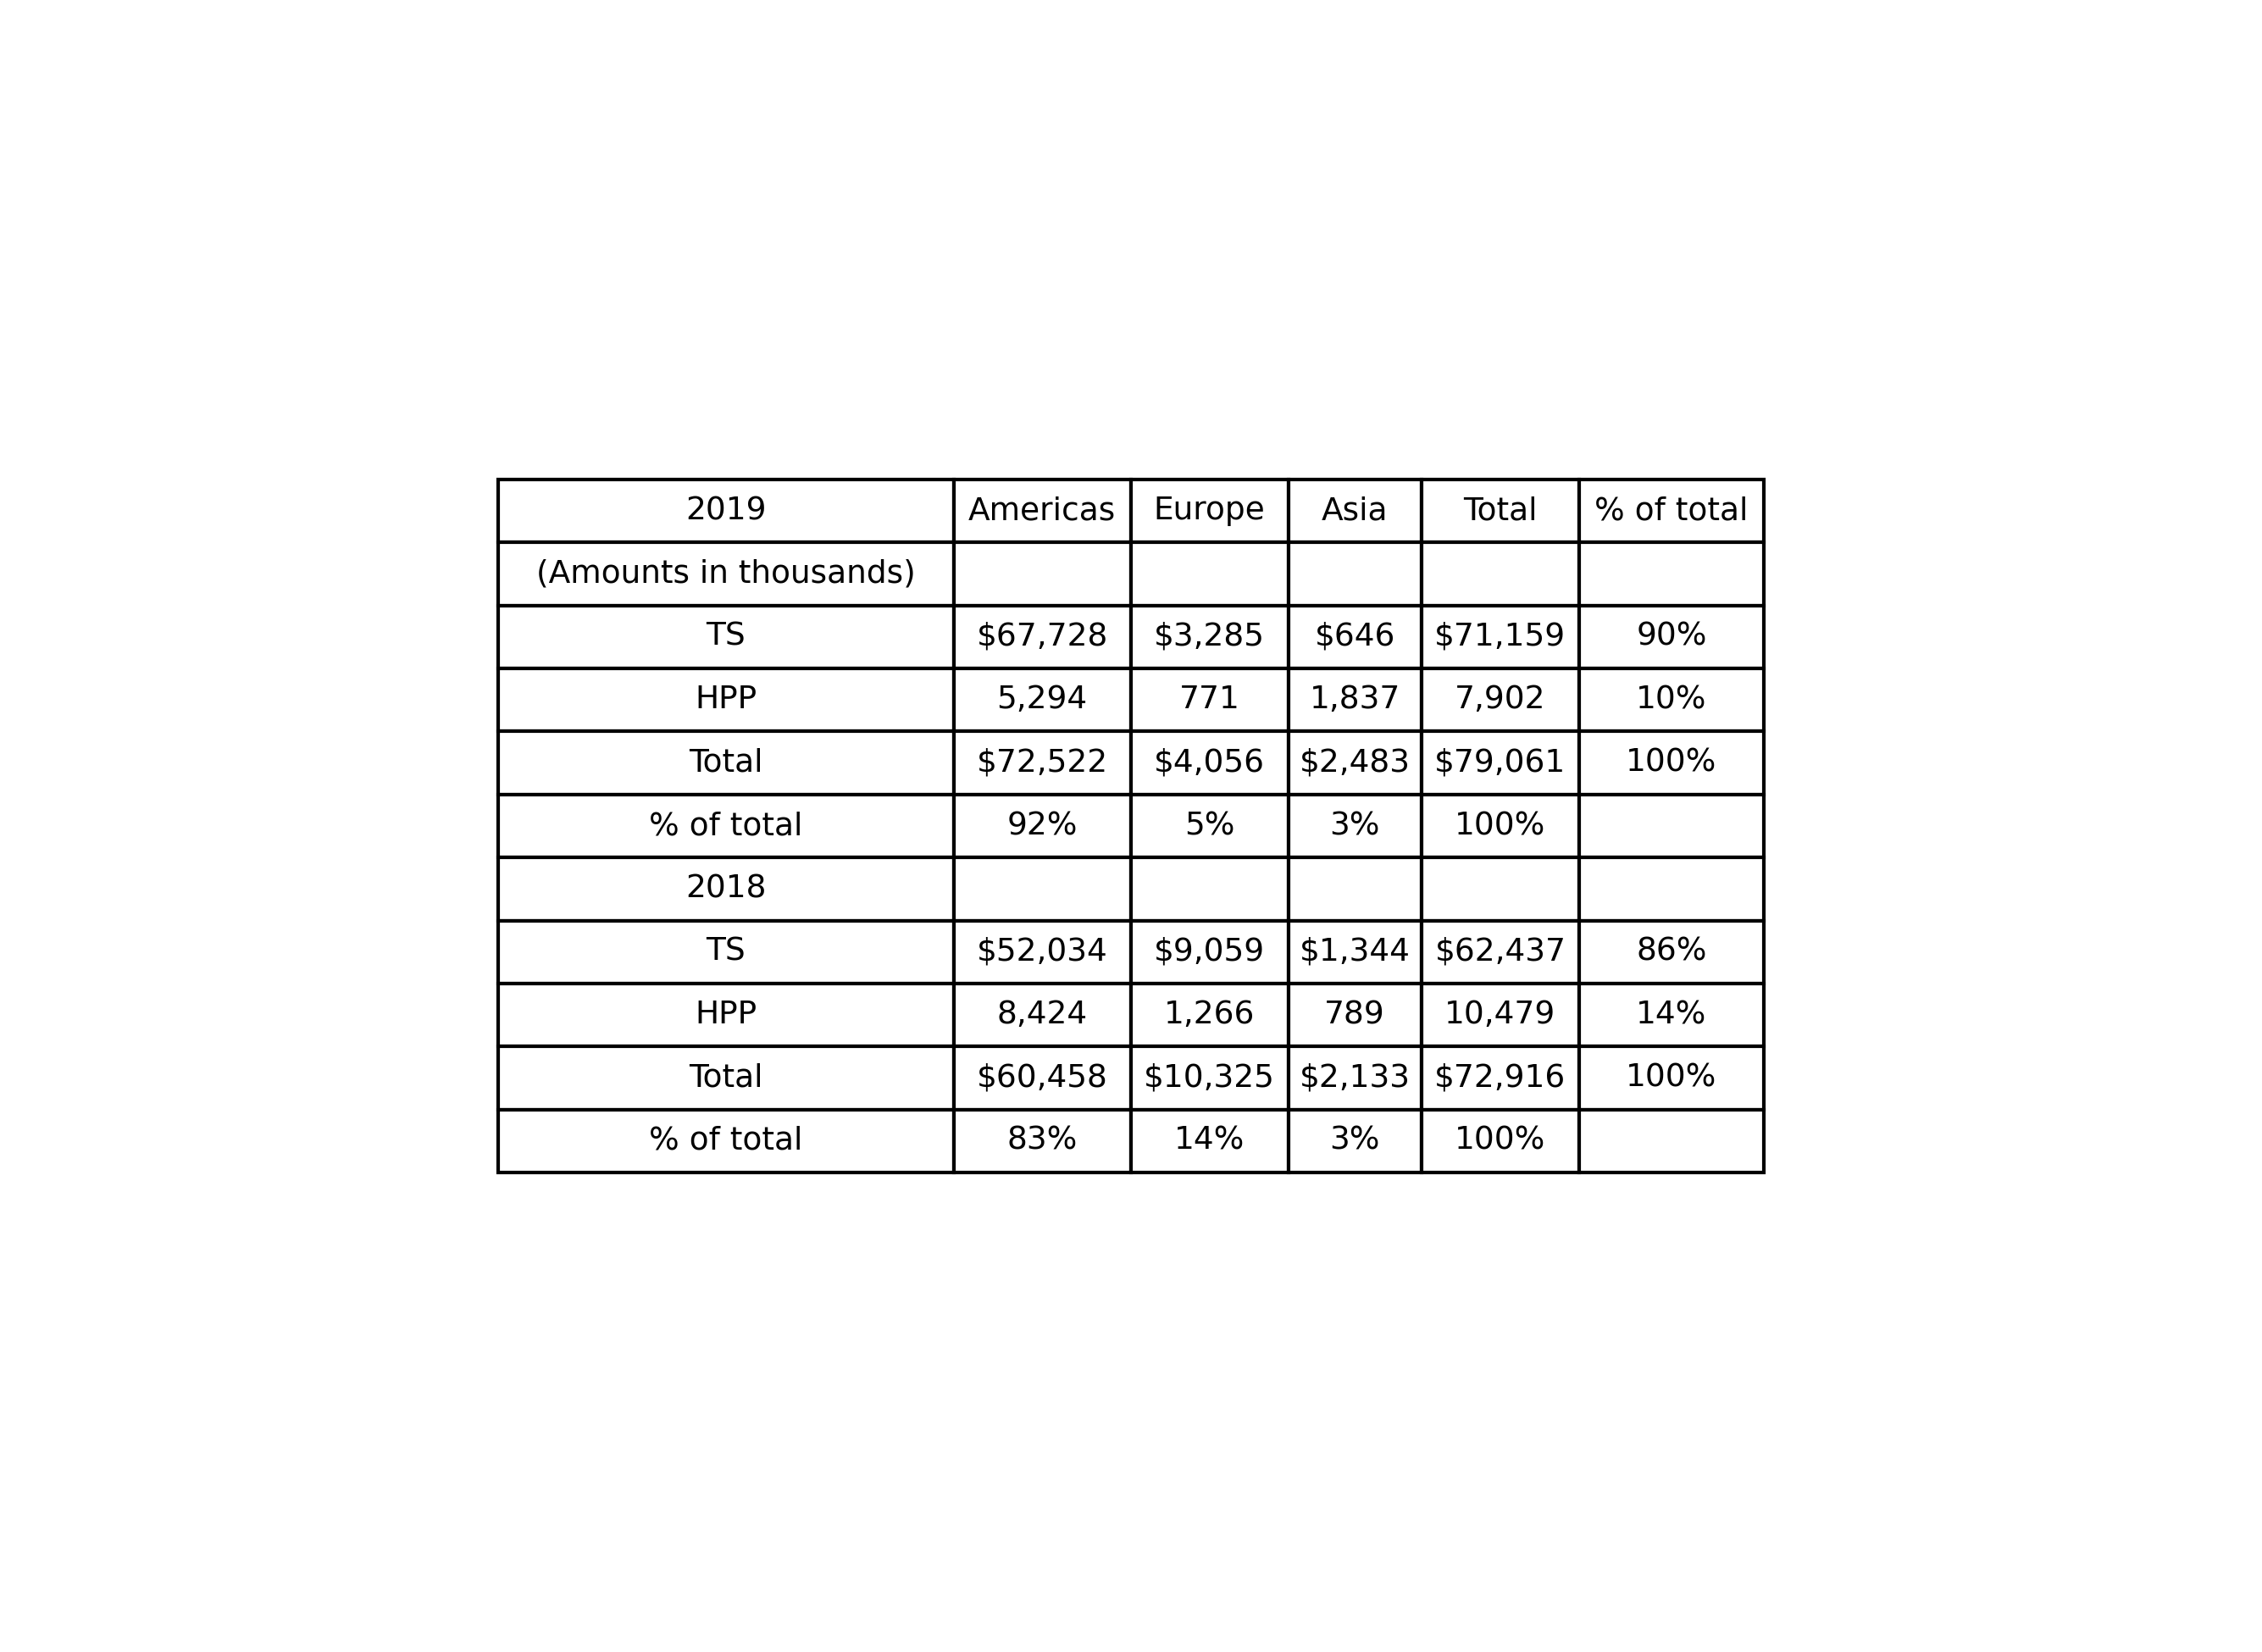 2019 Americas Europe Asia Total % of total
(Amounts in thousands)
TS $67,728 $3,285 $646 $71,159 90%
HPP 5,294 771 1,837 7,902 10%
Total $72,522 $4,056 $2,483 $79,061 100%
% of total 92% 5% 3% 100%
2018
TS $52,034 $9,059 $1,344 $62,437 86%
HPP 8,424 1,266 789 10,479 14%
Total $60,458 $10,325 $2,133 $72,916 100%
% of total 83% 14% 3% 100%